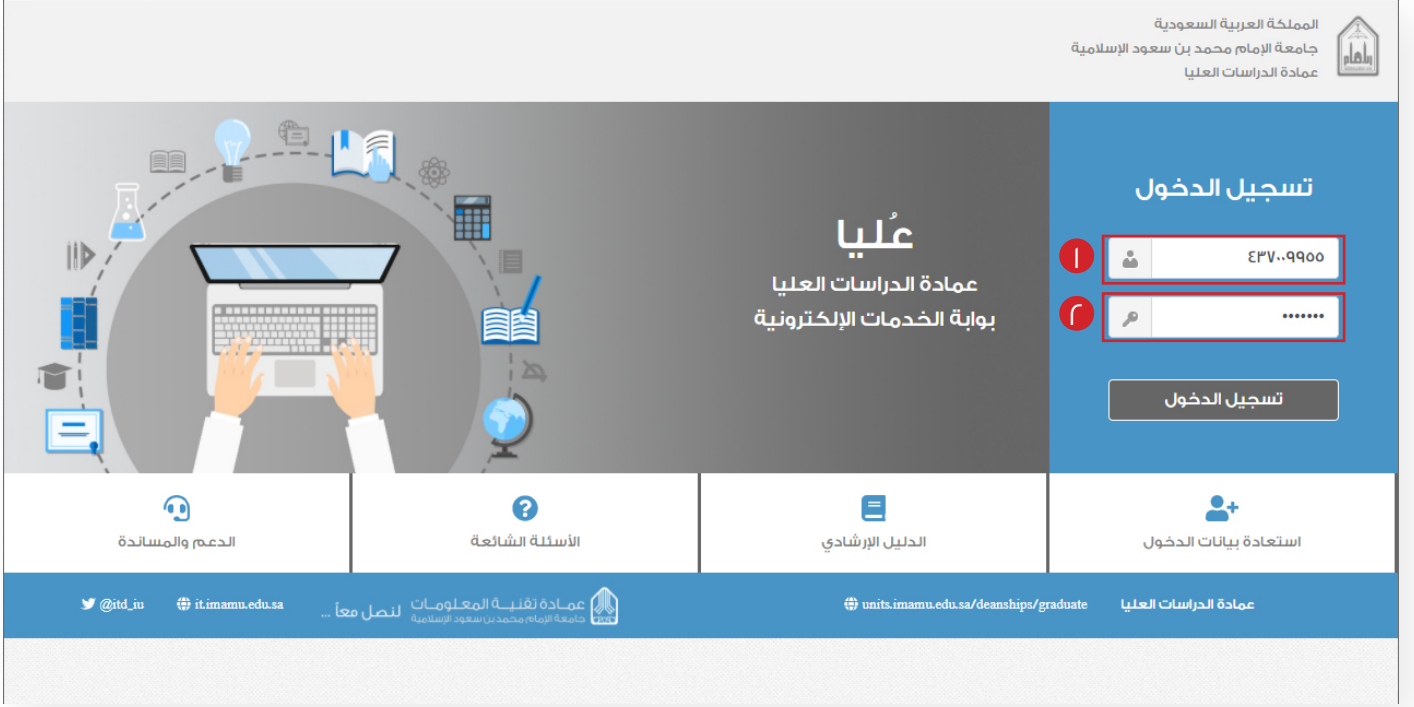 المملكة العربية السعودية
جامعة الإمام محمد بن سعود الإسلامية
عمادة الدراسات العليا
تسجيل الدخول
١
٤٣٧٠٠٩٩٥٥
٢
•••••••
تسجيل الدخول
عُليا
عمادة الدراسات العليا
بوابة الخدمات الإلكترونية
استعادة بيانات الدخول
الدليل الإرشادي
الأسئلة الشائعة
الدعم والمساندة
عمادة الدراسات العليا
units.imamu.edu.sa/deanships/graduate
عمـادة تقنيـــة المعـلـومــات
جامعة الإمام محمد بن سعود الإسلامية
لنصل معاً ...
it.imamu.edu.sa
@itd_iu